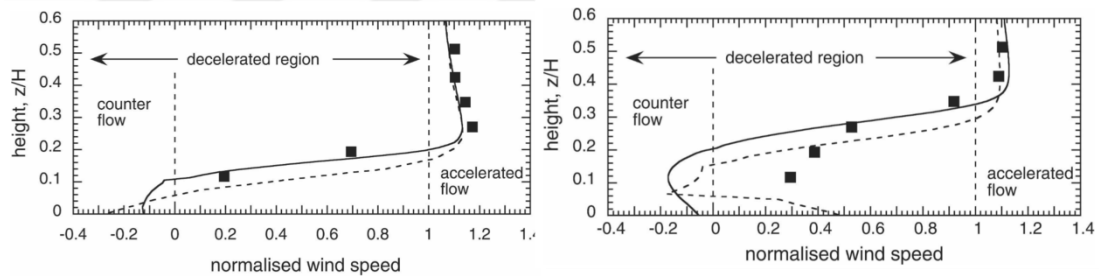 0.6
0.5
0.4
0.3
0.2
0.1
0
height, z/H
decelerated region
counter
flow
accelerated
flow
-0.4 -0.2 0 0.2 0.4 0.6 0.8 1 1.2 1.4
normalised wind speed
0.6
0.5
0.4
0.3
0.2
0.1
0
height, z/H
decelerated region
counter
flow
accelerated
flow
-0.4 -0.2 0 0.2 0.4 0.6 0.8 1 1.2 1.4
normalised wind speed